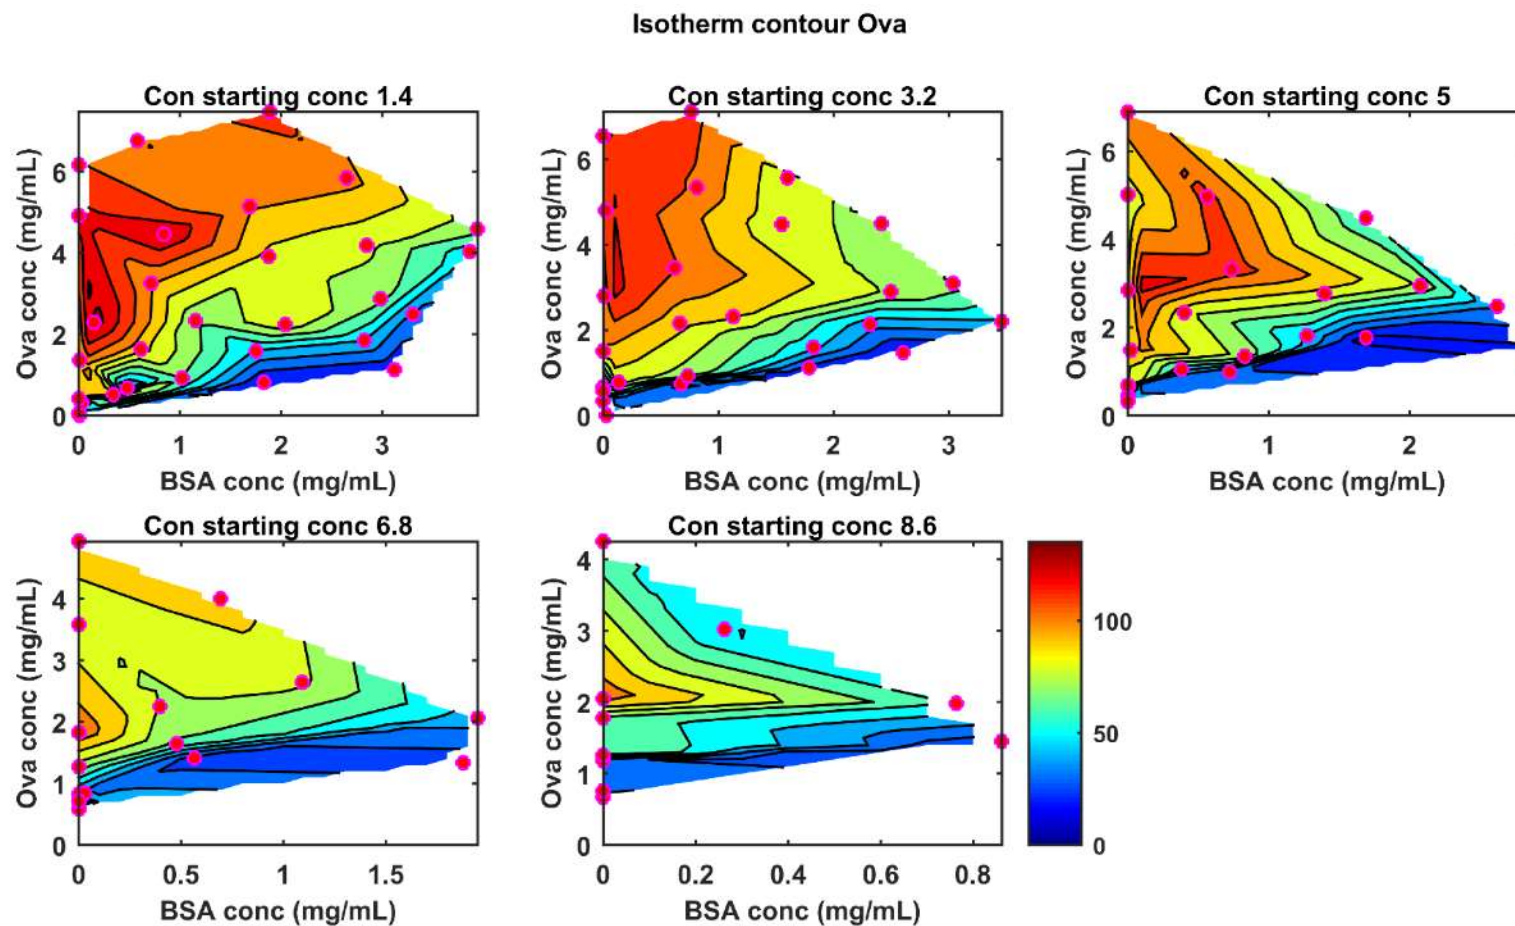 Isotherm contour Ova
Con starting conc 1.4
Con starting conc 3.2
Con starting conc 5
Ova conc (mg/mL)
6
4
2
0
0 1 2 3
BSA conc (mg/mL)
Ova conc (mg/mL)
6
4
2
0
0 1 2 3
BSA conc (mg/mL)
Ova conc (mg/mL)
6
4
2
0
0 1 2
BSA conc (mg/mL)
Con starting conc 6.8
Con starting conc 8.6
Ova conc (mg/mL)
4
3
2
1
0
0 0.5 1 1.5
BSA conc (mg/mL)
Ova conc (mg/mL)
4
3
2
1
0
0 0.2 0.4 0.6 0.8
BSA conc (mg/mL)
100
50
0